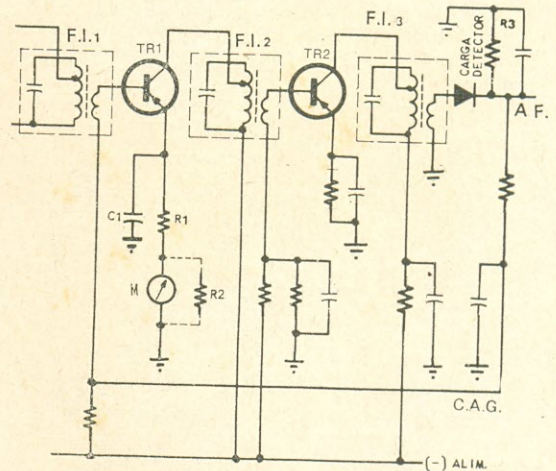 F.I.1
TR1
F.I.2
TR2
F.I.3
CARGA
DETECTOR
R3
A F.
C1
R1
M
R2
C.A.G.
(-) ALIM.